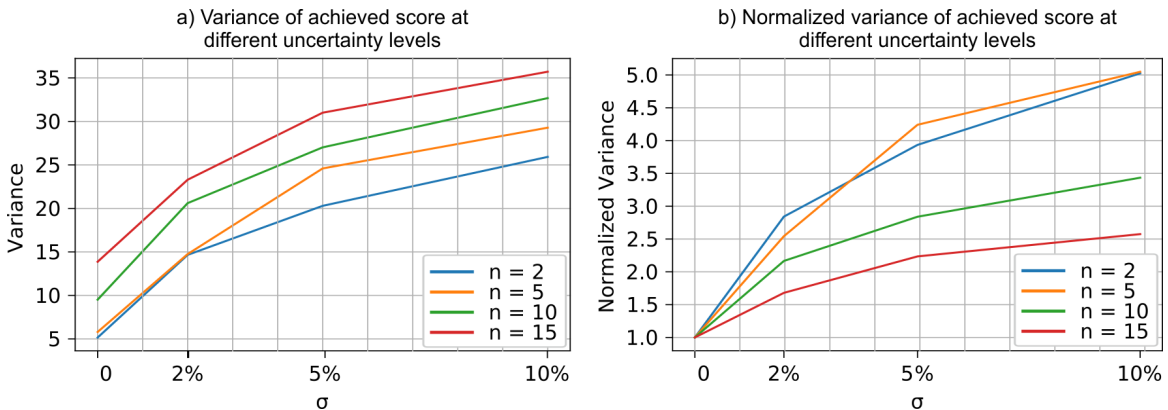 a) Variance of achieved score at
different uncertainty levels
35
30
25
20
15
10
5
Variance
0 2% 5% 10%
σ
n = 2
n = 5
n = 10
n = 15
b) Normalized variance of achieved score at
different uncertainty levels
5.0
4.5
4.0
3.5
3.0
2.5
2.0
1.5
1.0
Normalized Variance
0 2% 5% 10%
σ
n = 2
n = 5
n = 10
n = 15